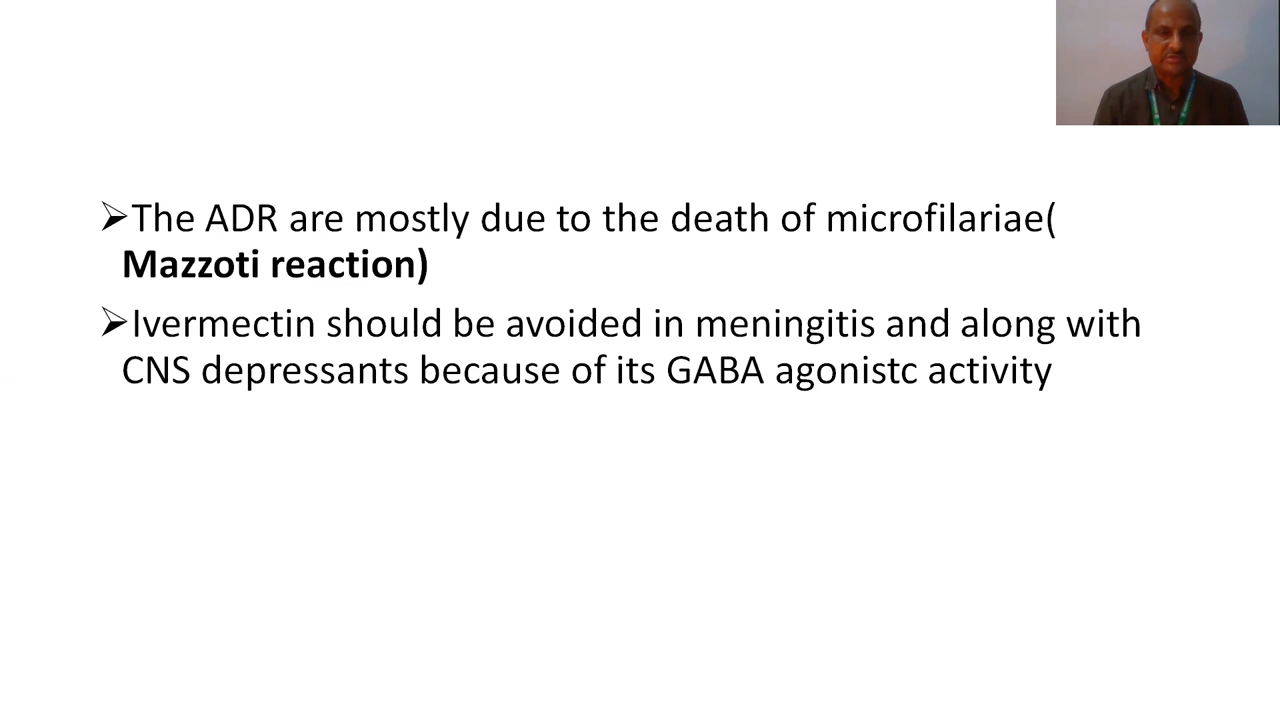 ➢The ADR are mostly due to the death of microfilariae(
Mazzoti reaction)
➢Ivermectin should be avoided in meningitis and along with
CNS depressants because of its GABA agonistc activity